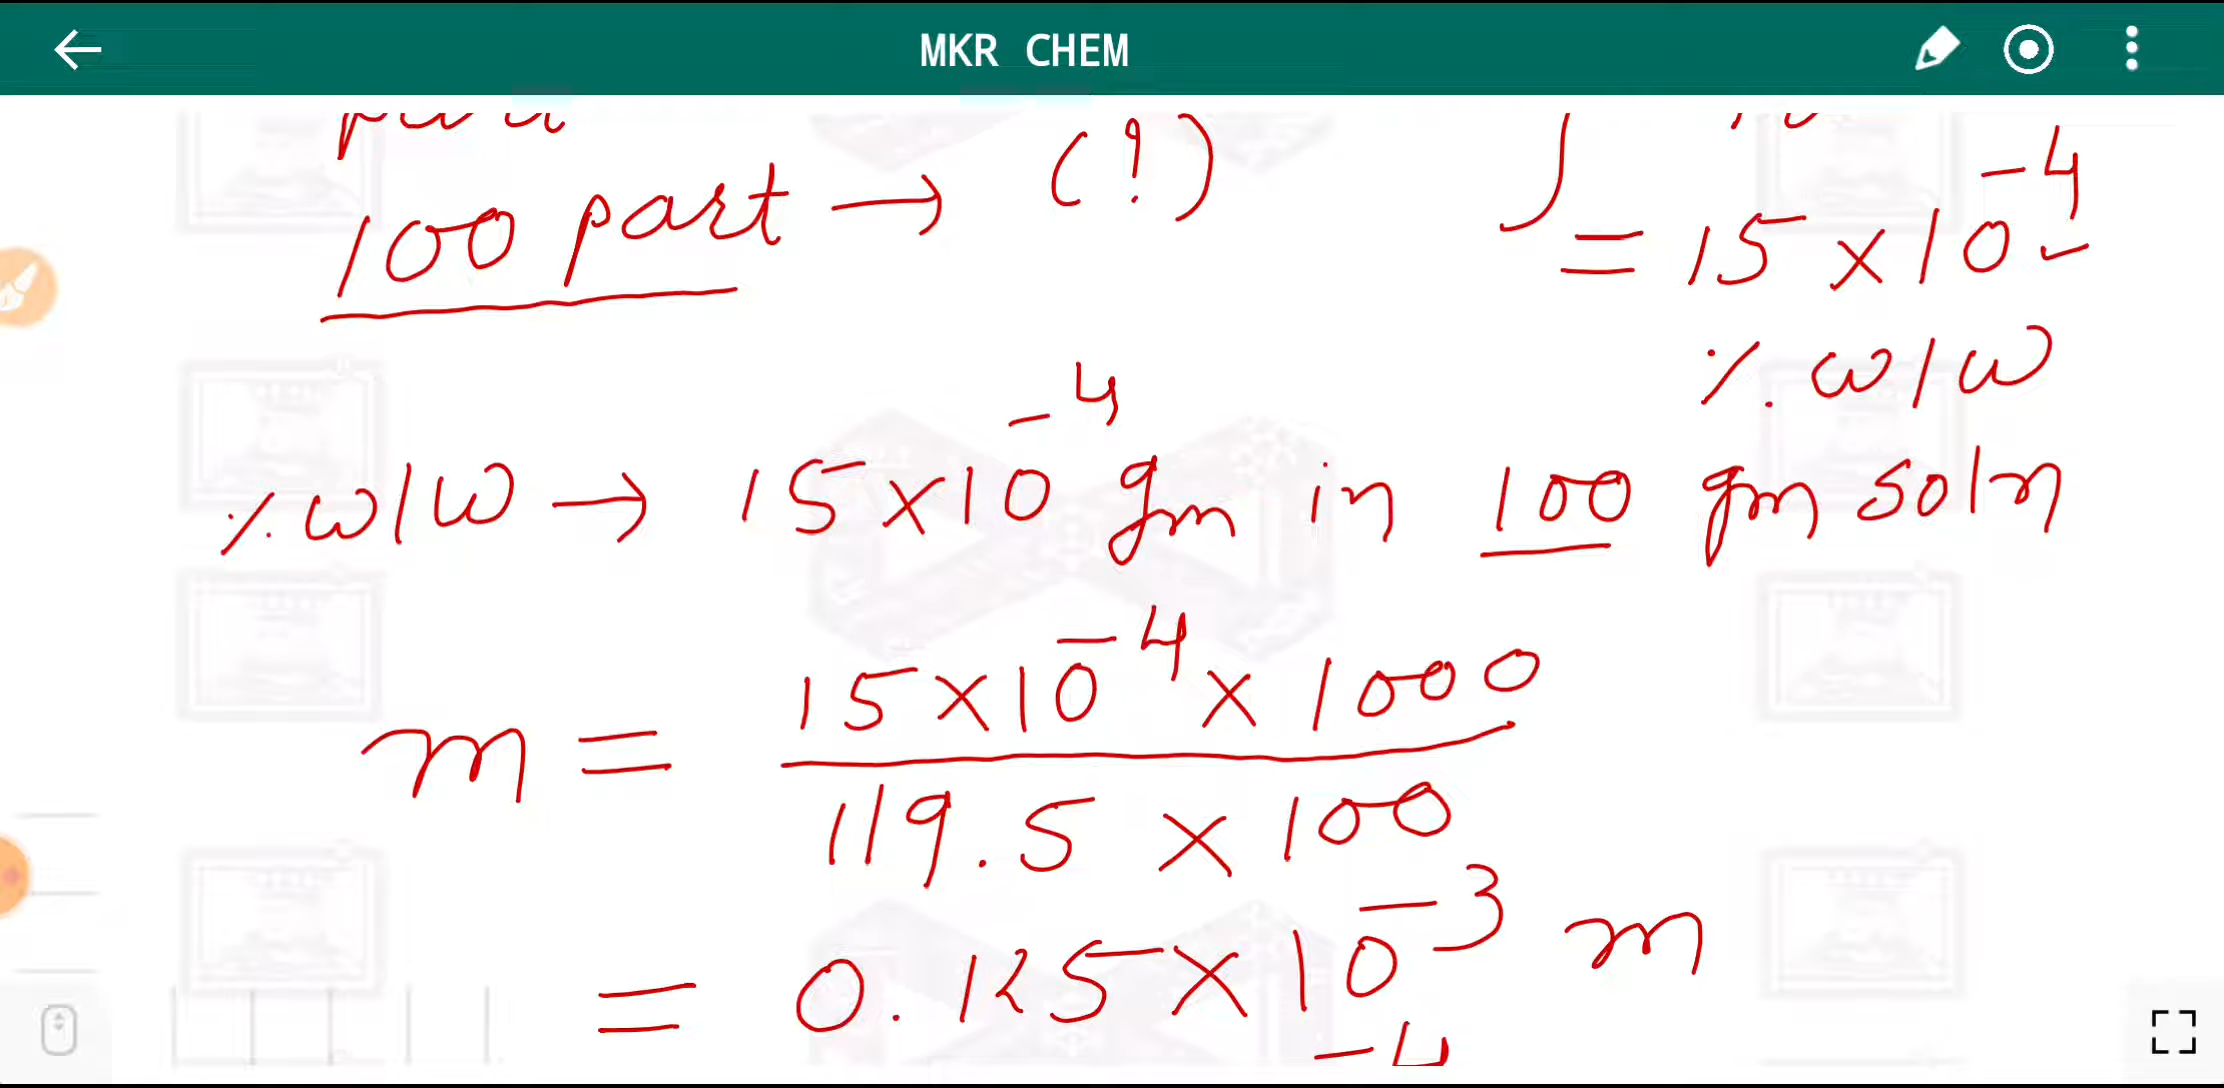 MKR CHEM
100 part → (!)
= 15 × 10⁻⁴
% w/w
% w/w → 15×10⁻⁴ gm in 100 gm soln
m = 15×10⁻⁴ × 1000
119.5 × 100
= 0.125×10⁻³ m
-4